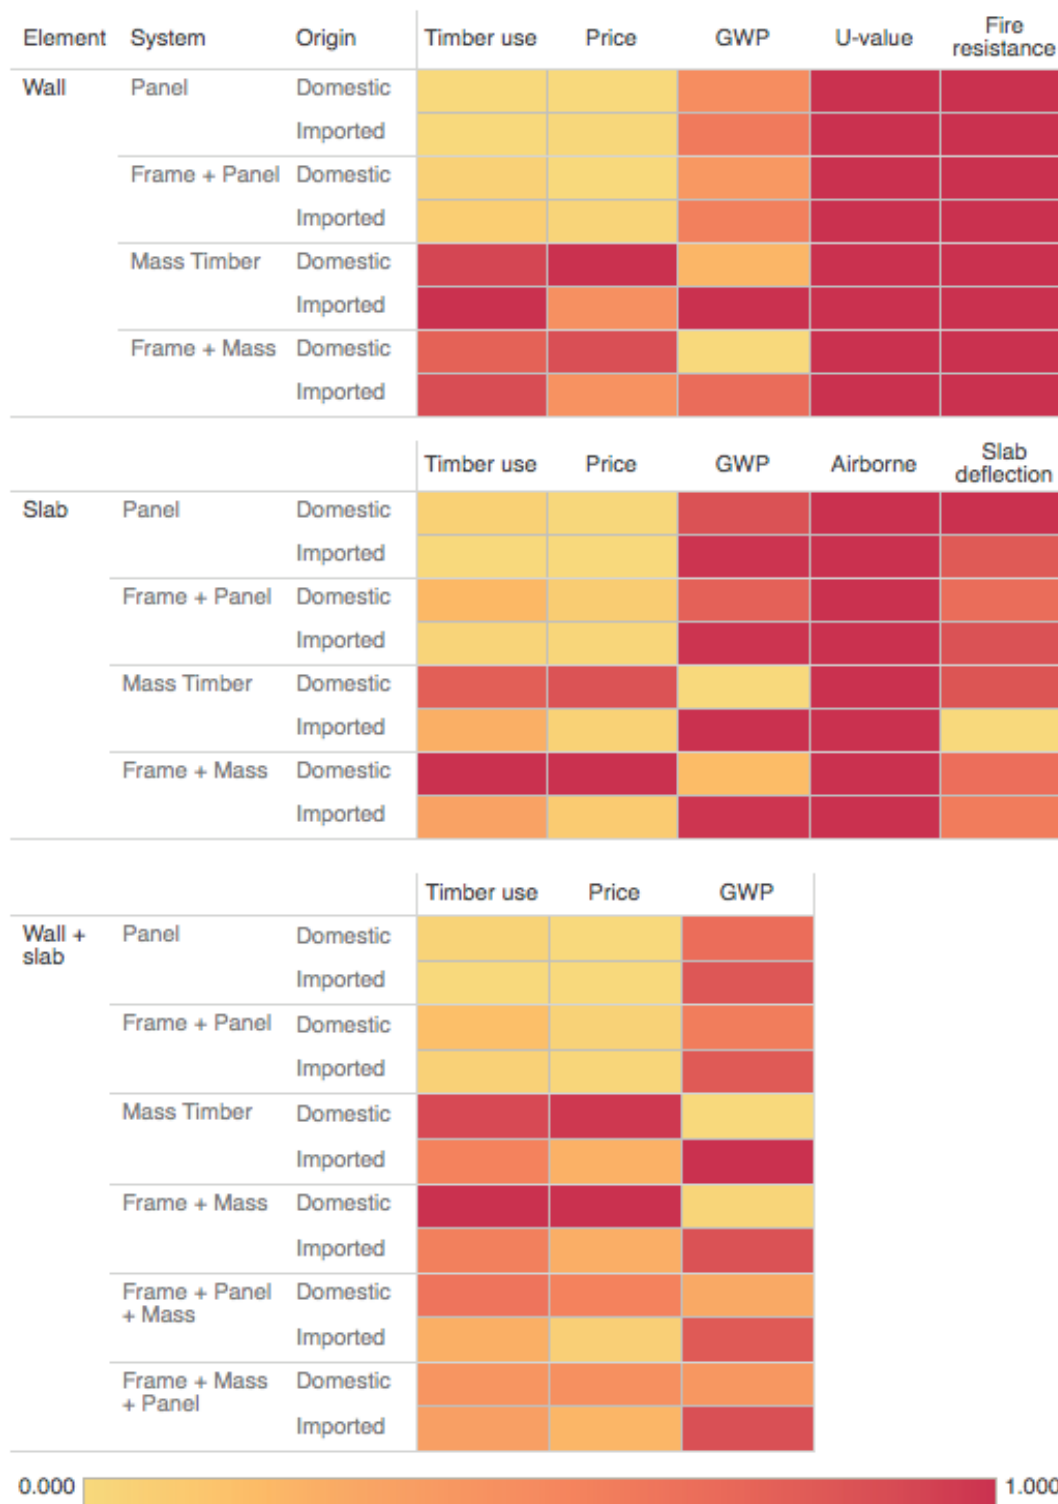 Element System Origin Timber use Price GWP U-value Fire resistance
Wall Panel Domestic
Imported
Frame + Panel Domestic
Imported
Mass Timber Domestic
Imported
Frame + Mass Domestic
Imported
Timber use Price GWP Airborne Slab deflection
Slab Panel Domestic
Imported
Frame + Panel Domestic
Imported
Mass Timber Domestic
Imported
Frame + Mass Domestic
Imported
Timber use Price GWP
Wall + slab Panel Domestic
Imported
Frame + Panel Domestic
Imported
Mass Timber Domestic
Imported
Frame + Mass Domestic
Imported
Frame + Panel + Mass Domestic
Imported
Frame + Mass + Panel Domestic
Imported
0.000 1.000